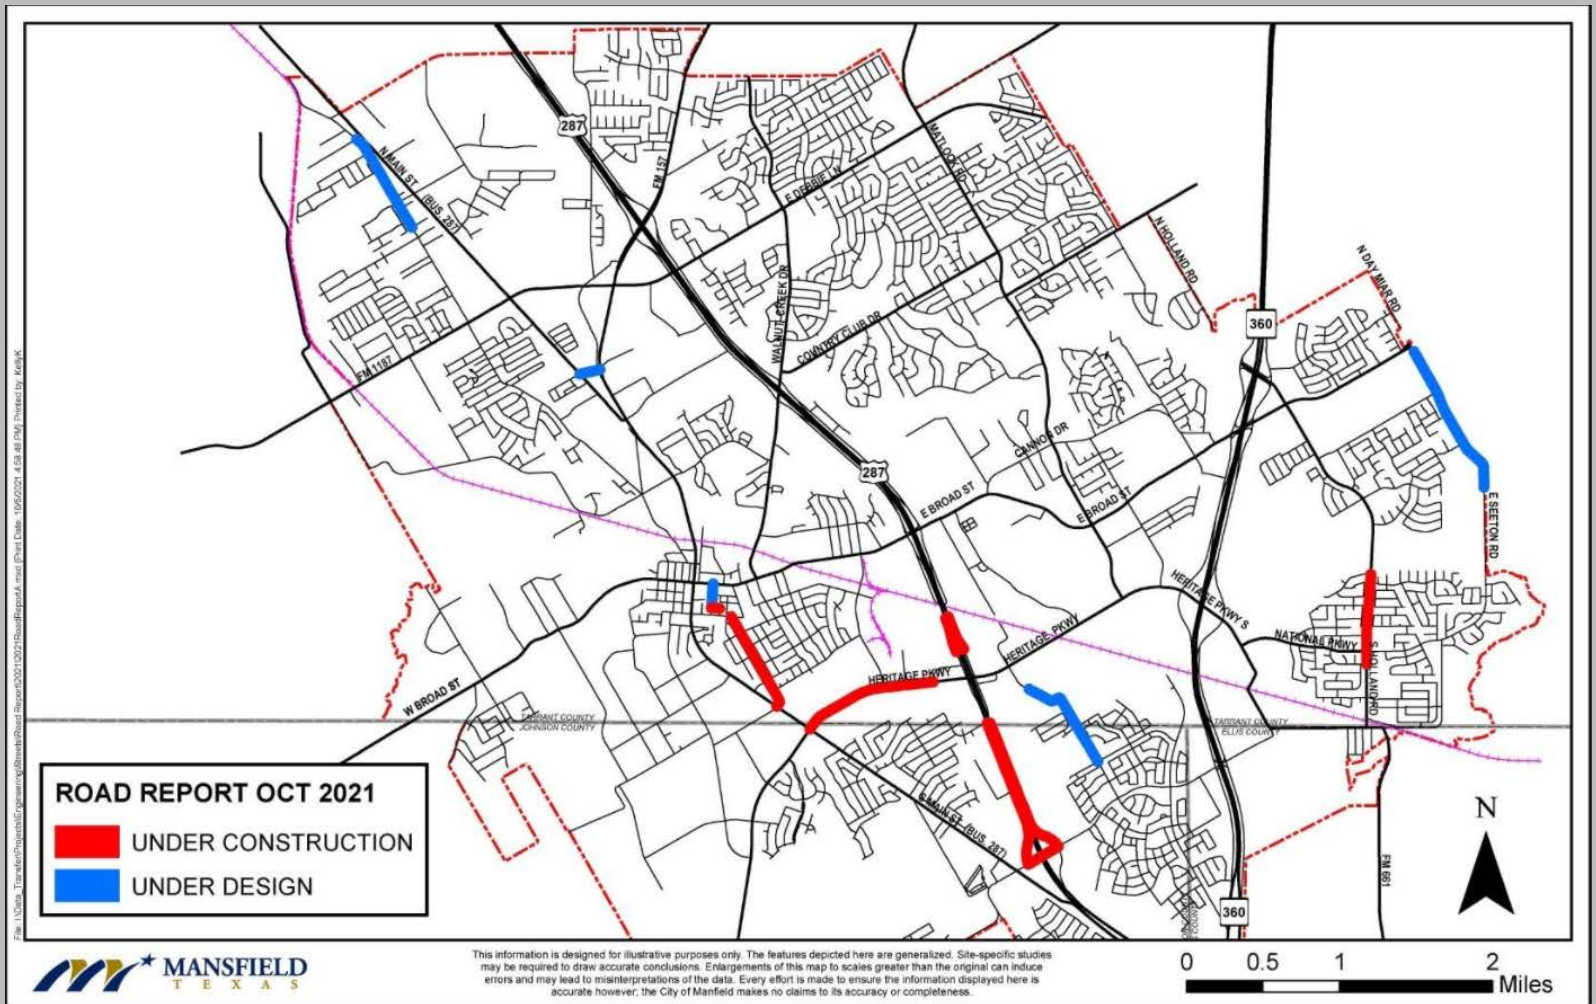 287
N MAIN ST (BUS. 287)
FM 157
MATLOCK RD
E DEBBIE LN
N HOLLAND RD
N DAY MIAR RD
WALNUT CREEK DR
COUNTRY CLUB DR
360
FM 1187
CANNON DR
287
E BROAD ST
E BROAD ST
E SEETON RD
HERITAGE PKWY S
HERITAGE PKWY
NATIONAL PKWY
HERITAGE PKWY
S HOLLAND RD
W BROAD ST
TARRANT COUNTY
JOHNSON COUNTY
TARRANT COUNTY
ELLIS COUNTY
S MAIN ST (BUS. 287)
FM 661
360
ROAD REPORT OCT 2021
UNDER CONSTRUCTION
UNDER DESIGN
N
MANSFIELD
TEXAS
This information is designed for illustrative purposes only. The features depicted here are generalized. Site-specific studies
may be required to draw accurate conclusions. Enlargements of this map to scales greater than the original can induce
errors and may lead to misinterpretations of the data. Every effort is made to ensure the information displayed here is
accurate however; the City of Manfield makes no claims to its accuracy or completeness.
0 0.5 1 2
Miles